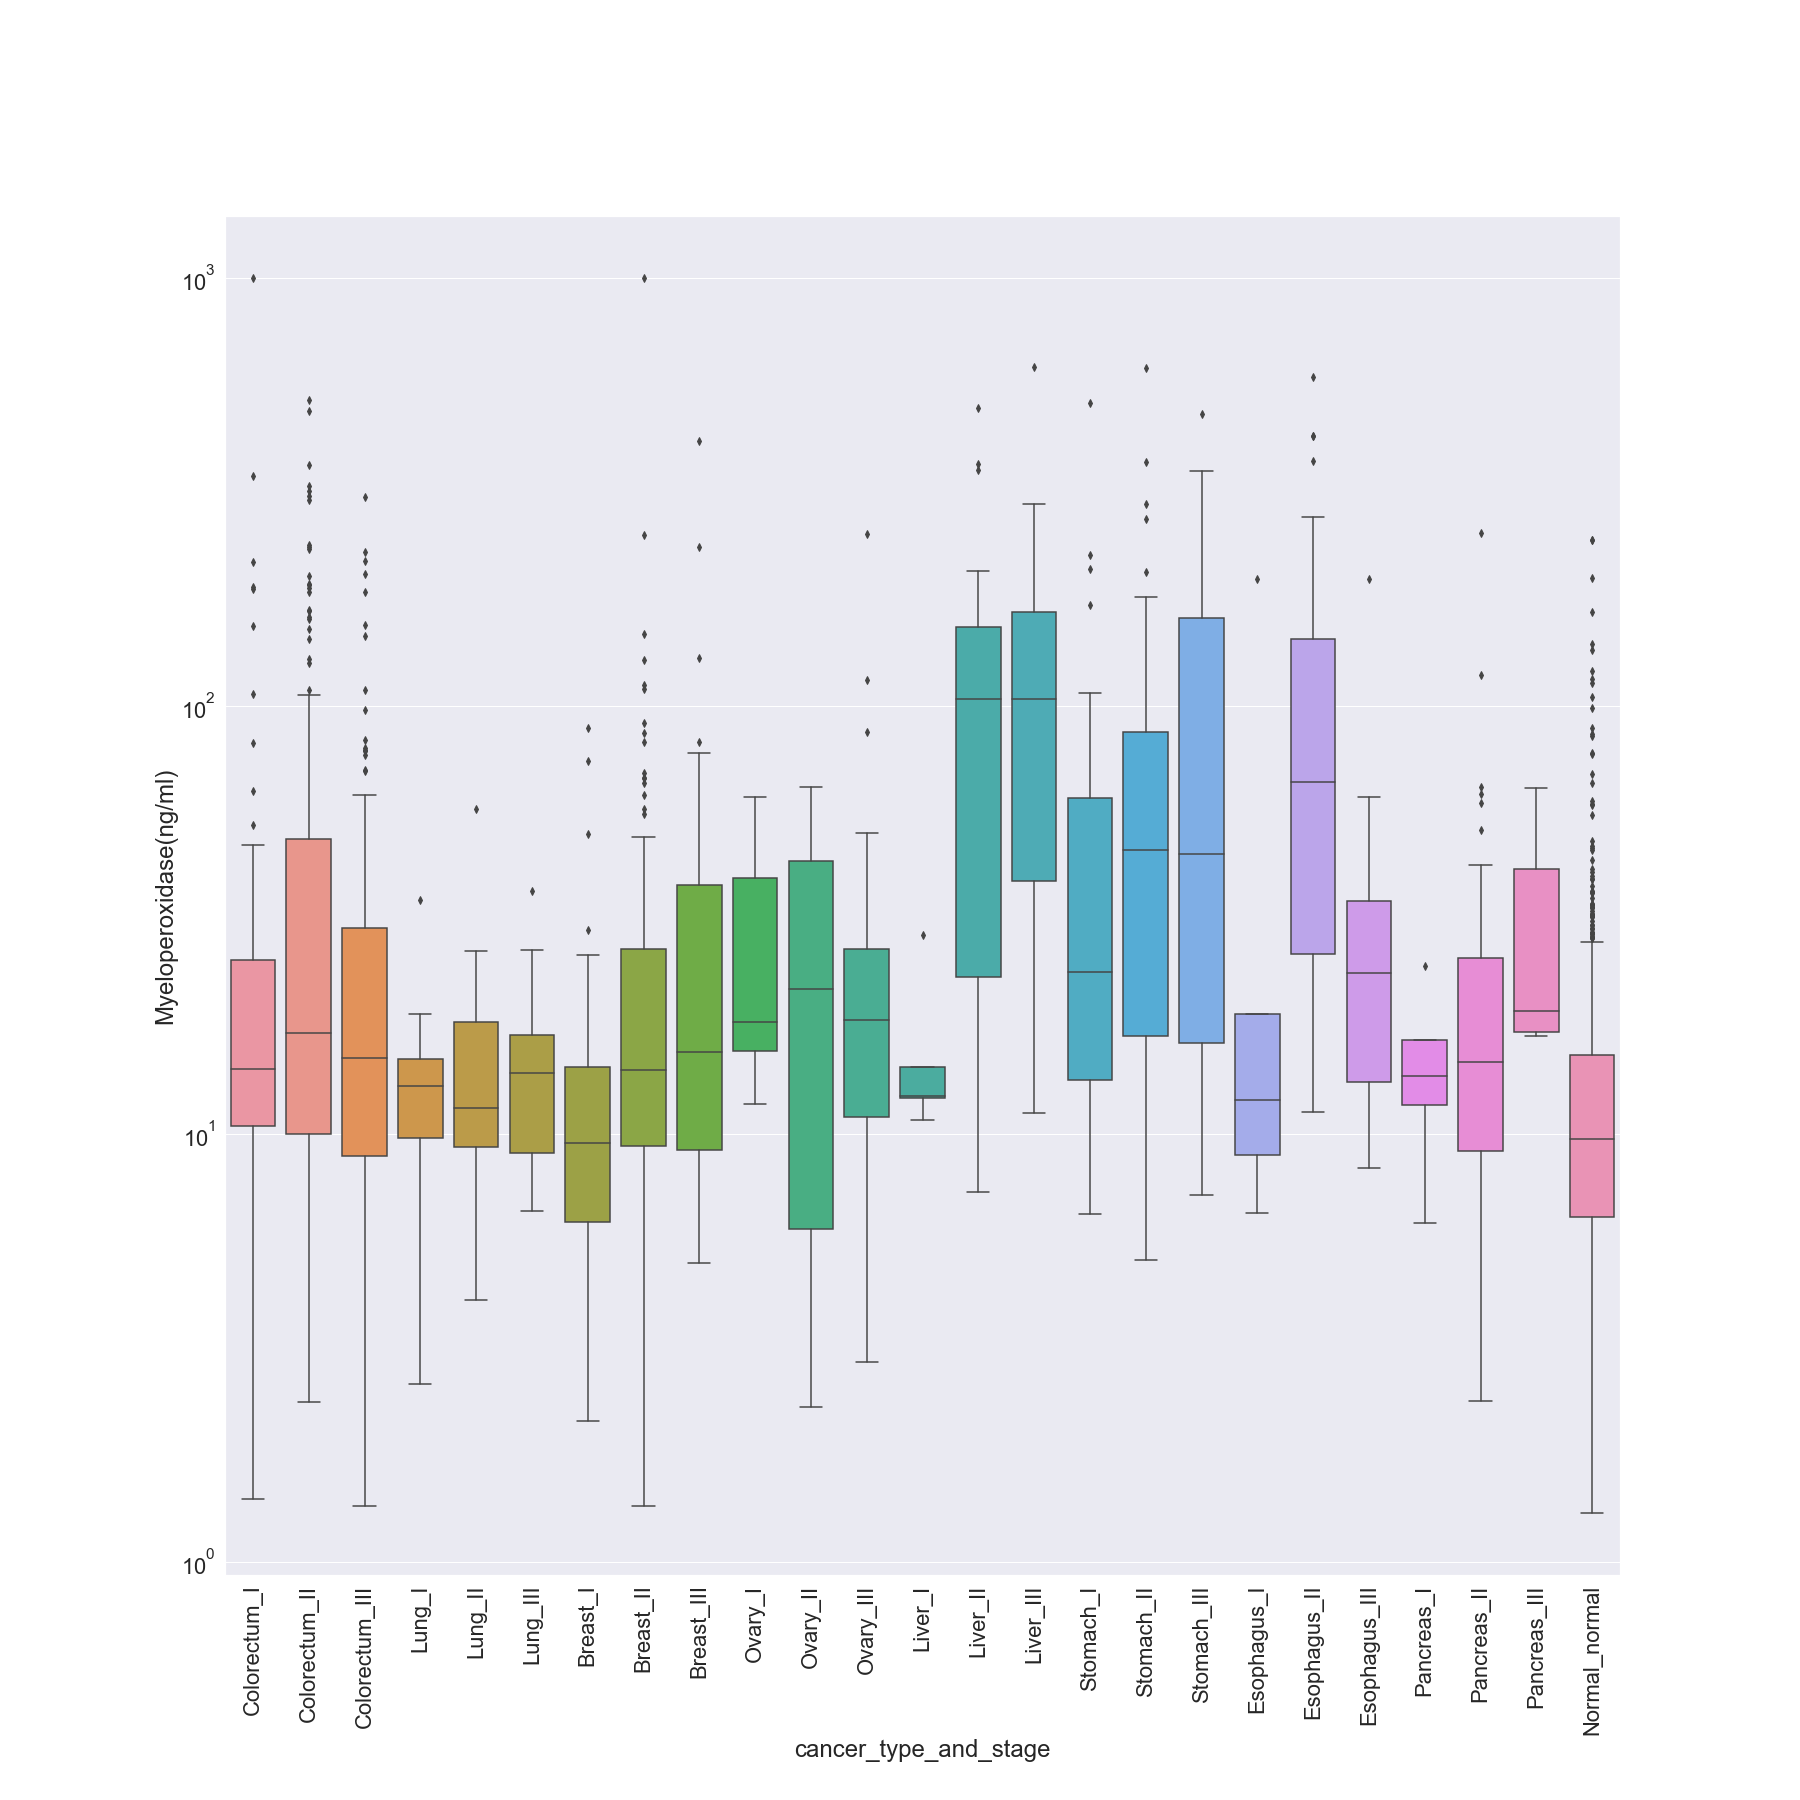 10³
10²
10¹
10⁰
Myeloperoxidase(ng/ml)
Colorectum_I
Colorectum_II
Colorectum_III
Lung_I
Lung_II
Lung_III
Breast_I
Breast_II
Breast_III
Ovary_I
Ovary_II
Ovary_III
Liver_I
Liver_II
Liver_III
Stomach_I
Stomach_II
Stomach_III
Esophagus_I
Esophagus_II
Esophagus_III
Pancreas_I
Pancreas_II
Pancreas_III
Normal_normal
cancer_type_and_stage